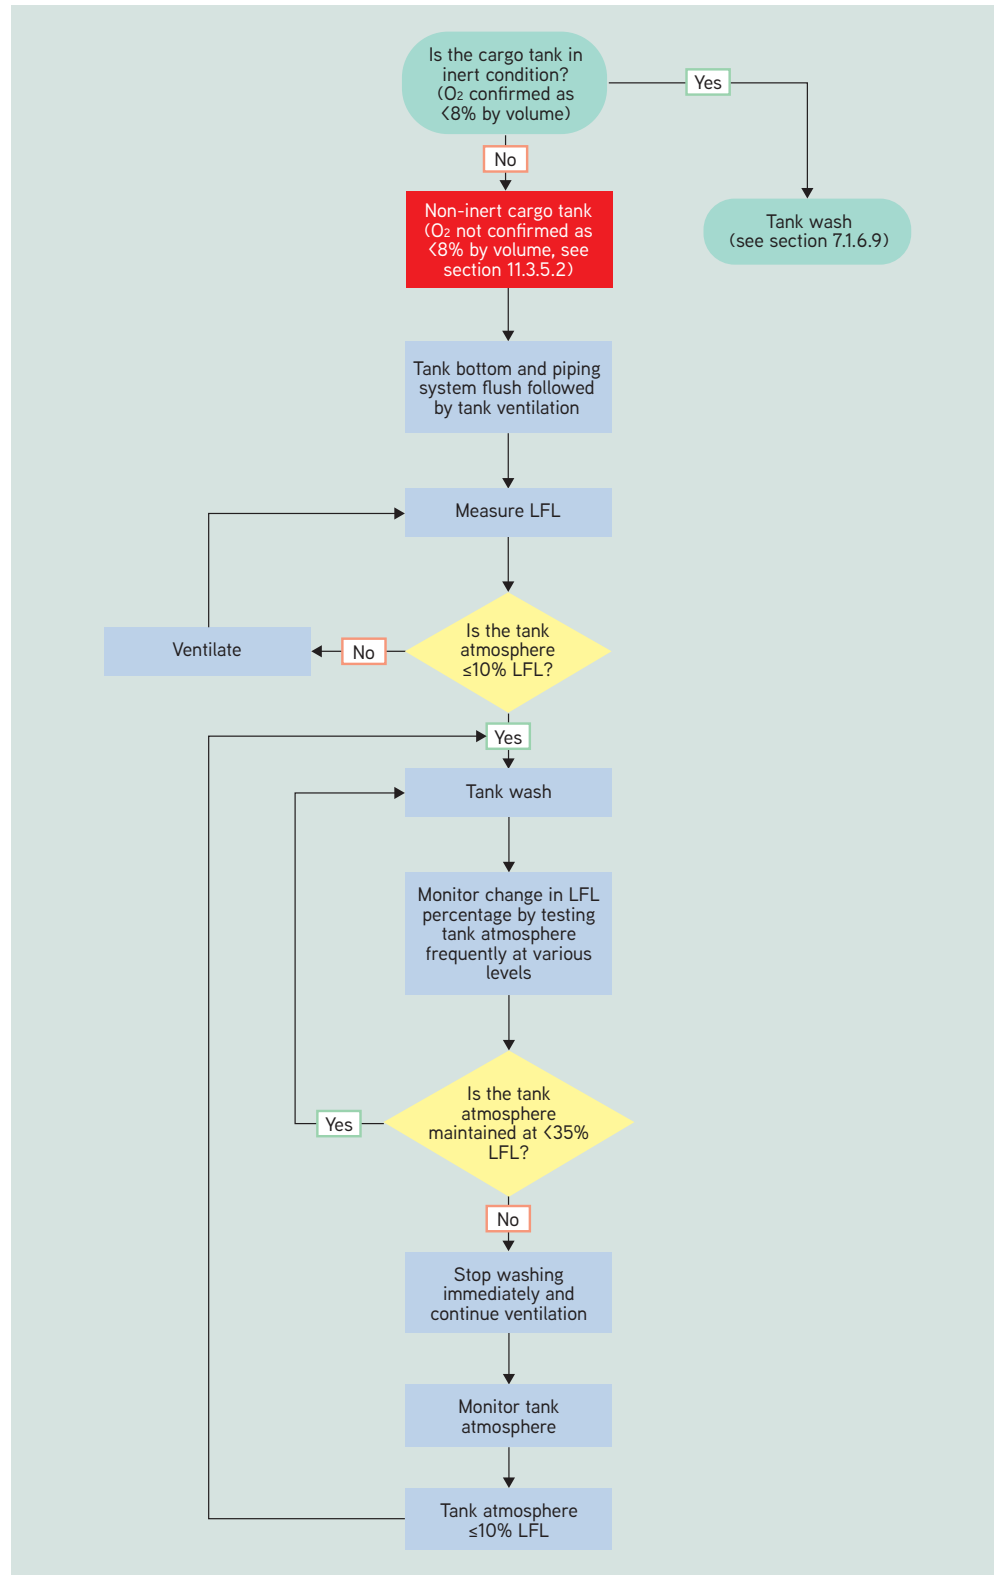 Is the cargo tank in
inert condition?
(O2 confirmed as
<8% by volume)
Yes
No
Non-inert cargo tank
(O2 not confirmed as
<8% by volume, see
section 11.3.5.2)
Tank wash
(see section 7.1.6.9)
Tank bottom and piping
system flush followed
by tank ventilation
Measure LFL
Is the tank
atmosphere
≤10% LFL?
No
Ventilate
Yes
Tank wash
Monitor change in LFL
percentage by testing
tank atmosphere
frequently at various
levels
Is the tank
atmosphere
maintained at <35%
LFL?
Yes
No
Stop washing
immediately and
continue ventilation
Monitor tank
atmosphere
Tank atmosphere
≤10% LFL